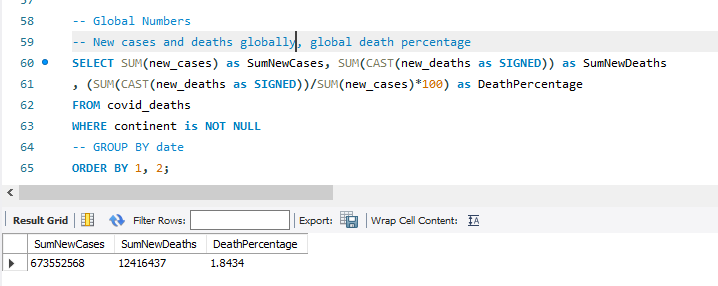 58 -- Global Numbers
59 -- New cases and deaths globally, global death percentage
60 SELECT SUM(new_cases) as SumNewCases, SUM(CAST(new_deaths as SIGNED)) as SumNewDeaths
61 , (SUM(CAST(new_deaths as SIGNED))/SUM(new_cases)*100) as DeathPercentage
62 FROM covid_deaths
63 WHERE continent is NOT NULL
64 -- GROUP BY date
65 ORDER BY 1, 2;
Result Grid Filter Rows: Export: Wrap Cell Content: IA
SumNewCases SumNewDeaths DeathPercentage
673552568 12416437 1.8434